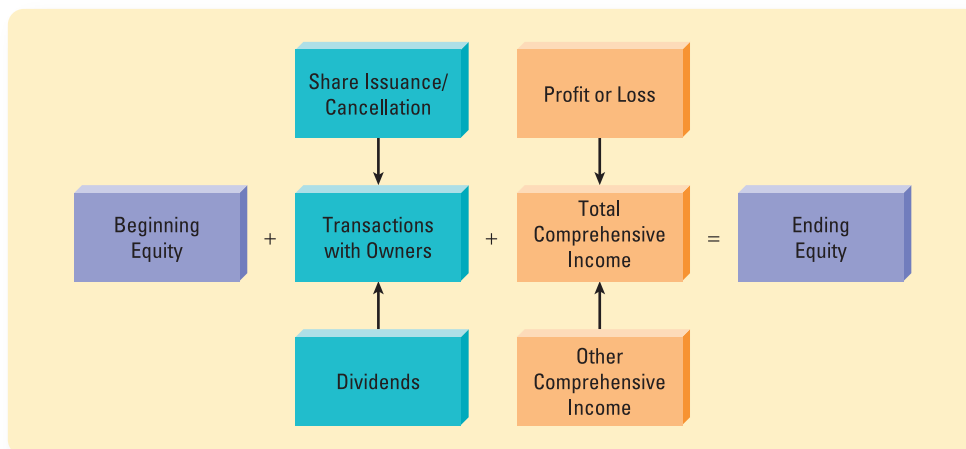 Share Issuance/
Cancellation
Profit or Loss
Beginning
Equity
+
Transactions
with Owners
+
Total
Comprehensive
Income
=
Ending
Equity
Dividends
Other
Comprehensive
Income